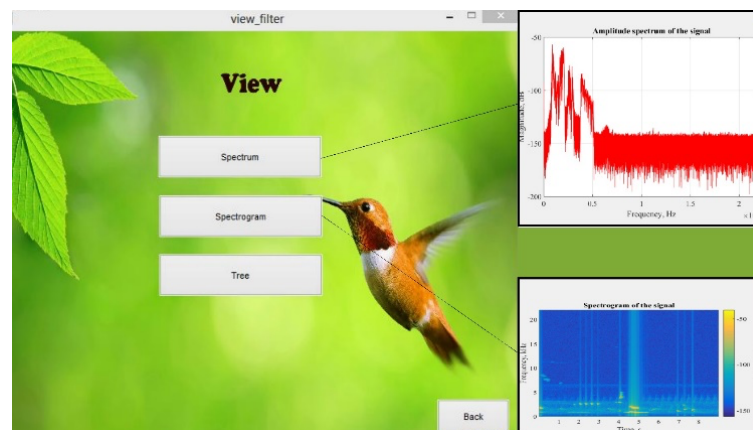 view_filter
View
Spectrum
Spectrogram
Tree
Back
Amplitude spectrum of the signal
-50
-100
-150
-200
0
0.5
1
1.5
2
Frequency, Hz
Spectrogram of the signal
Frequency, kHz
20
15
10
5
0
1
2
3
4
5
6
7
8
-50
-100
-150